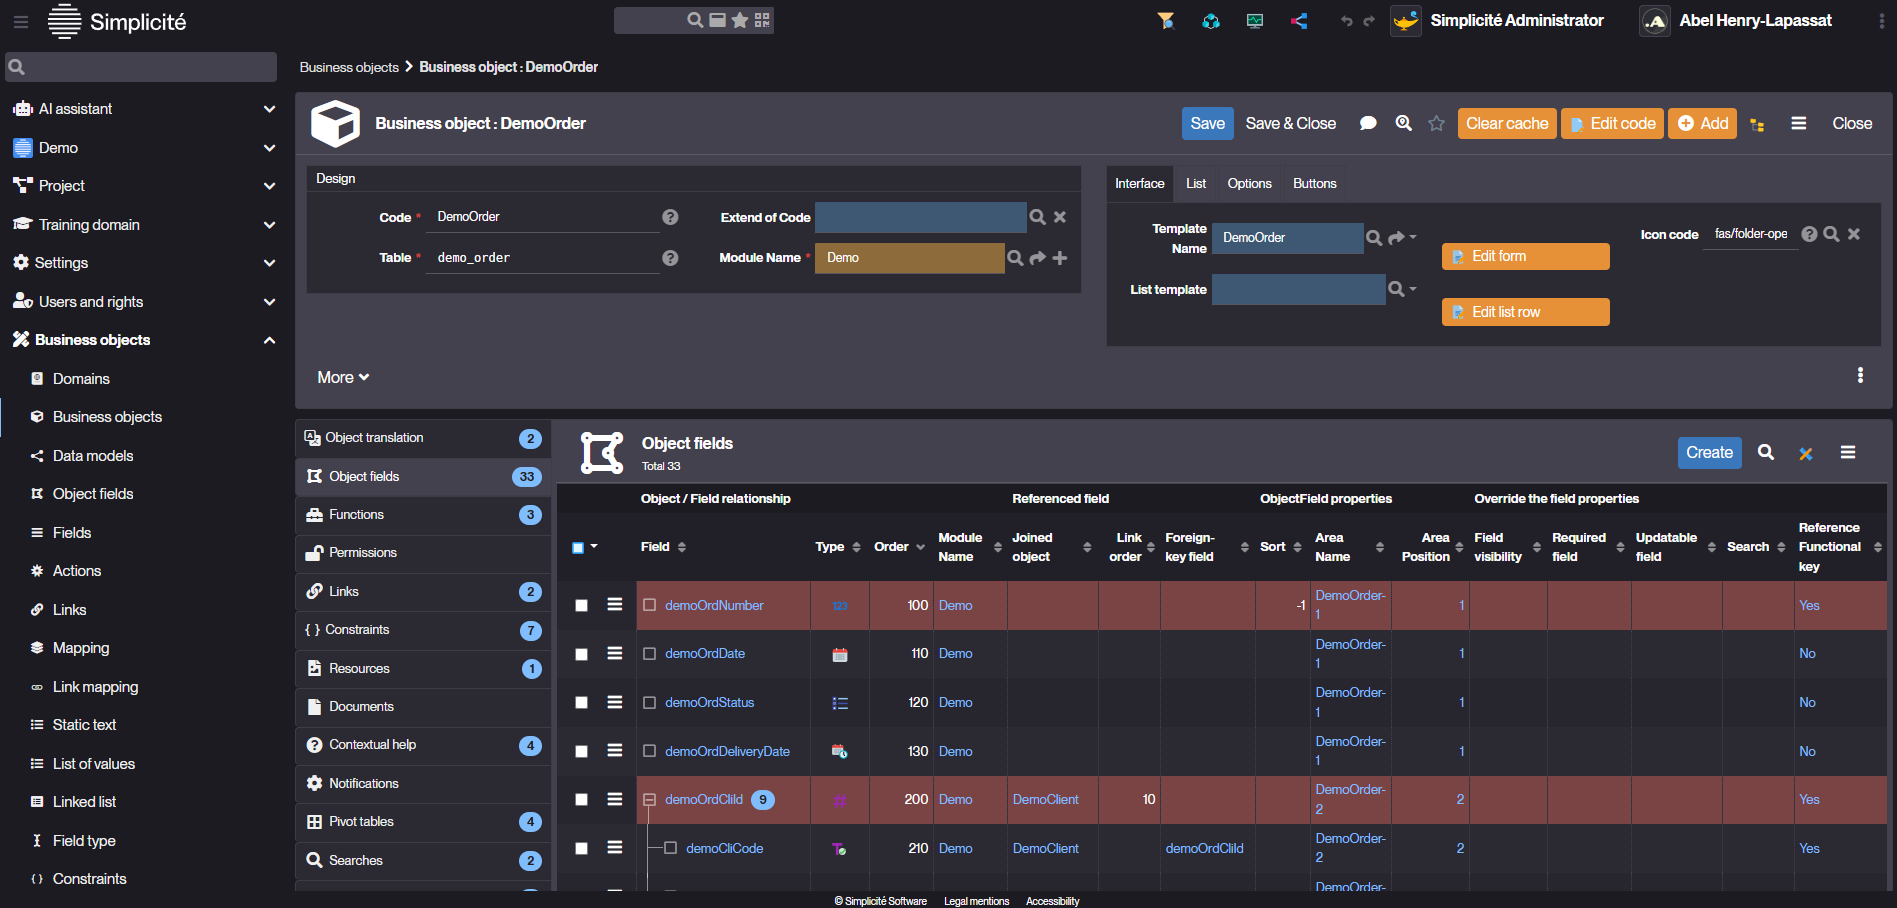 Simplicité
Simplicité Administrator
Abel Henry-Lapassat
AI assistant
Demo
Project
Training domain
Settings
Users and rights
Business objects
Domains
Business objects
Data models
Object fields
Fields
Actions
Links
Mapping
Link mapping
Static text
List of values
Linked list
Field type
Constraints
Business objects > Business object : DemoOrder
Business object : DemoOrder
Save
Save & Close
Clear cache
Edit code
Add
Close
Design
Code *
DemoOrder
Extend of Code
Table *
demo_order
Module Name *
Demo
Interface
List
Options
Buttons
Template Name
DemoOrder
Edit form
Icon code
fas/folder-ope
List template
Edit list row
More
Object translation 2
Object fields 33
Functions 3
Permissions
Links 2
Constraints 7
Resources 1
Documents
Contextual help 4
Notifications
Pivot tables 4
Searches 2
Object fields
Total 33
Create
Object / Field relationship
Referenced field
ObjectField properties
Override the field properties
Field
Type
Order
Module Name
Joined object
Link order
Foreign-key field
Sort
Area Name
Area Position
Field visibility
Required field
Updatable field
Search
Reference Functional key
demoOrdNumber 123 100 Demo -1 DemoOrder-1 1 Yes
demoOrdDate 110 Demo DemoOrder-1 1 No
demoOrdStatus 120 Demo DemoOrder-1 1 No
demoOrdDeliveryDate 130 Demo DemoOrder-1 1 No
demoOrdCliId 9 200 Demo DemoClient 10 DemoOrder-2 2 Yes
demoCliCode 210 Demo DemoClient demoOrdCliId DemoOrder-2 2 Yes
DemoOrder-
© Simplicité Software
Legal mentions
Accessibility